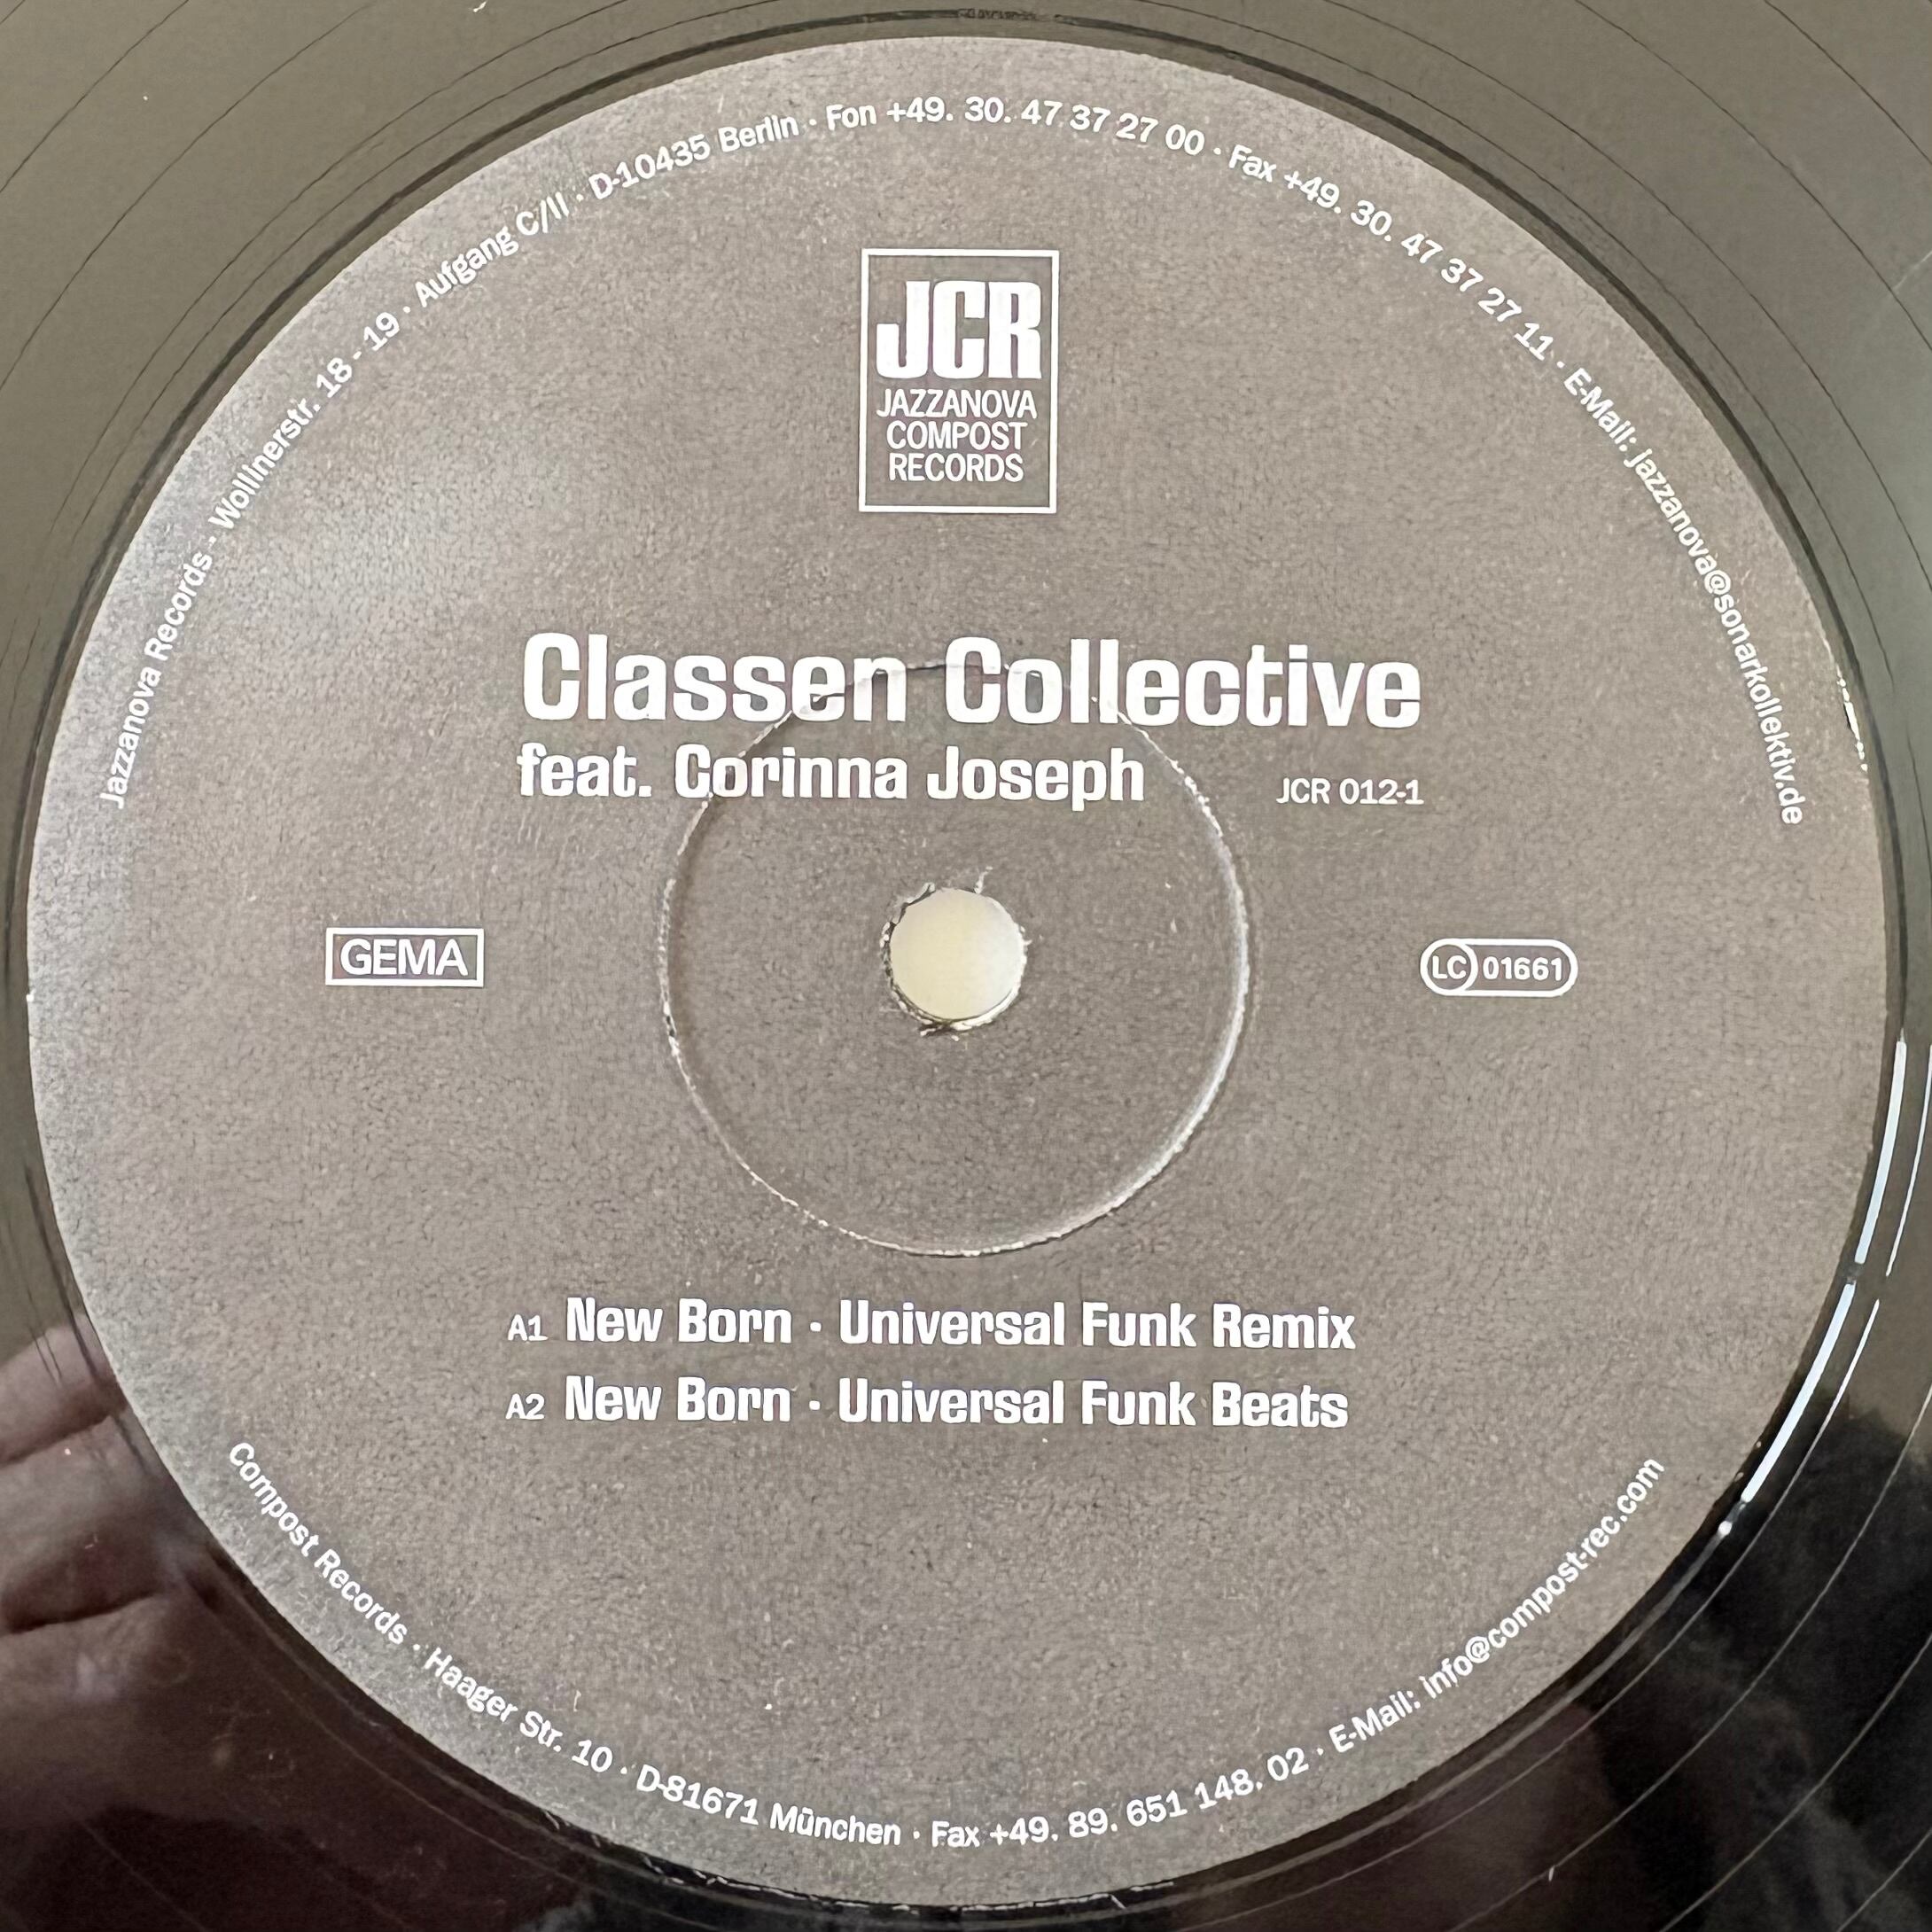 Jazzanova Records · Wollinerstr. 18 - 19 · Aufgang C/II · D-10435 Berlin · Fon +49. 30. 47 37 27 00 · Fax +49. 30. 47 37 27 11 · E-Mail: jazzanova@sonarkollektiv.de
JCR
JAZZANOVA
COMPOST
RECORDS
Classen Collective
feat. Corinna Joseph
JCR 012-1
GEMA
LC 01661
A1 New Born · Universal Funk Remix
A2 New Born · Universal Funk Beats
Compost Records · Haager Str. 10 · D-81671 München · Fax +49. 89. 651 148. 02 · E-Mail: info@compost-rec.com